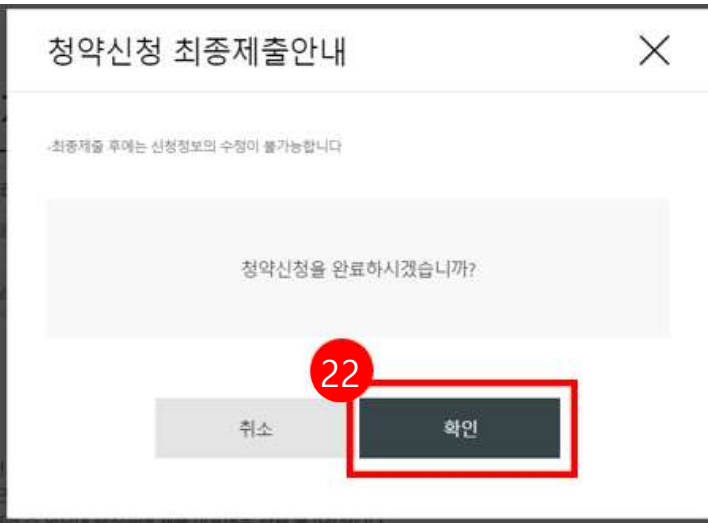 청약신청 최종제출안내
-최종제출 후에는 신청정보의 수정이 불가능합니다
청약신청을 완료하시겠습니까?
22
취소
확인